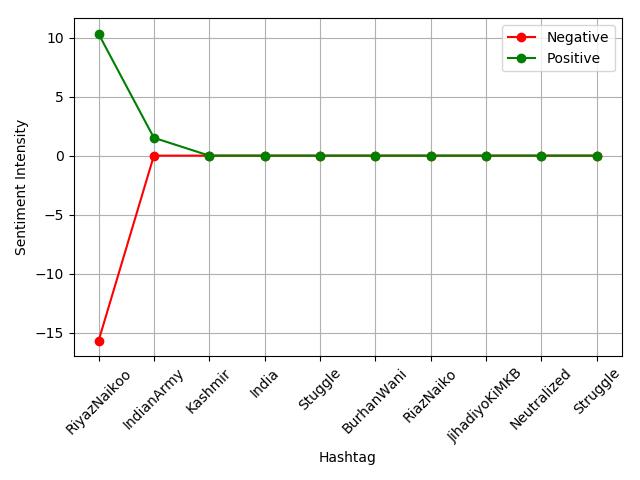 Negative
Positive
10
5
0
−5
−10
−15
Sentiment Intensity
RiyazNaikoo
IndianArmy
Kashmir
India
Stuggle
BurhanWani
RiazNaiko
JihadiyoKiMKB
Neutralized
Struggle
Hashtag